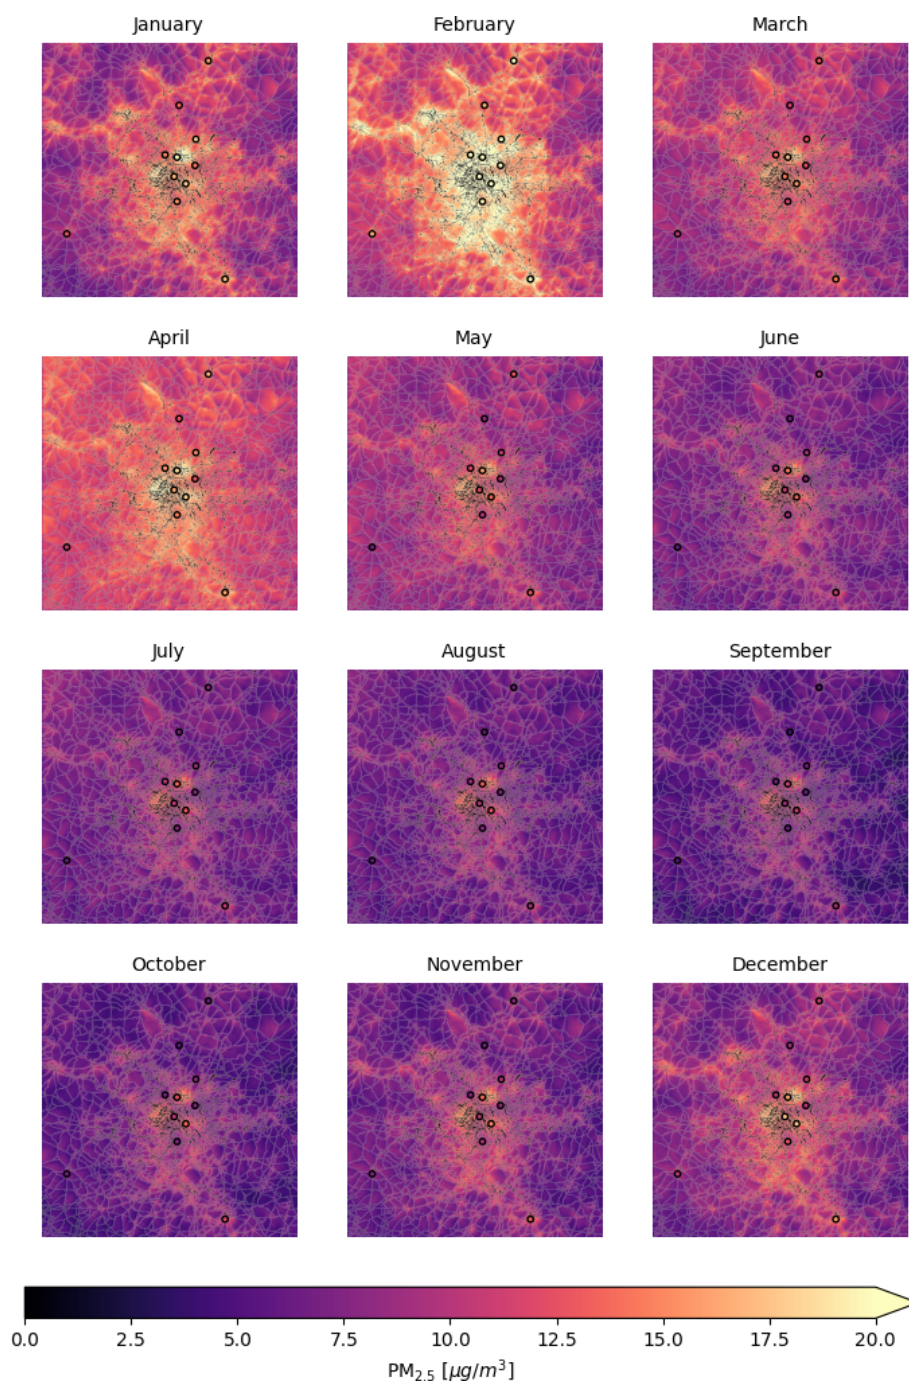 January February March
April May June
July August September
October November December
0.0 2.5 5.0 7.5 10.0 12.5 15.0 17.5 20.0
PM₂.₅ [μg/m³]